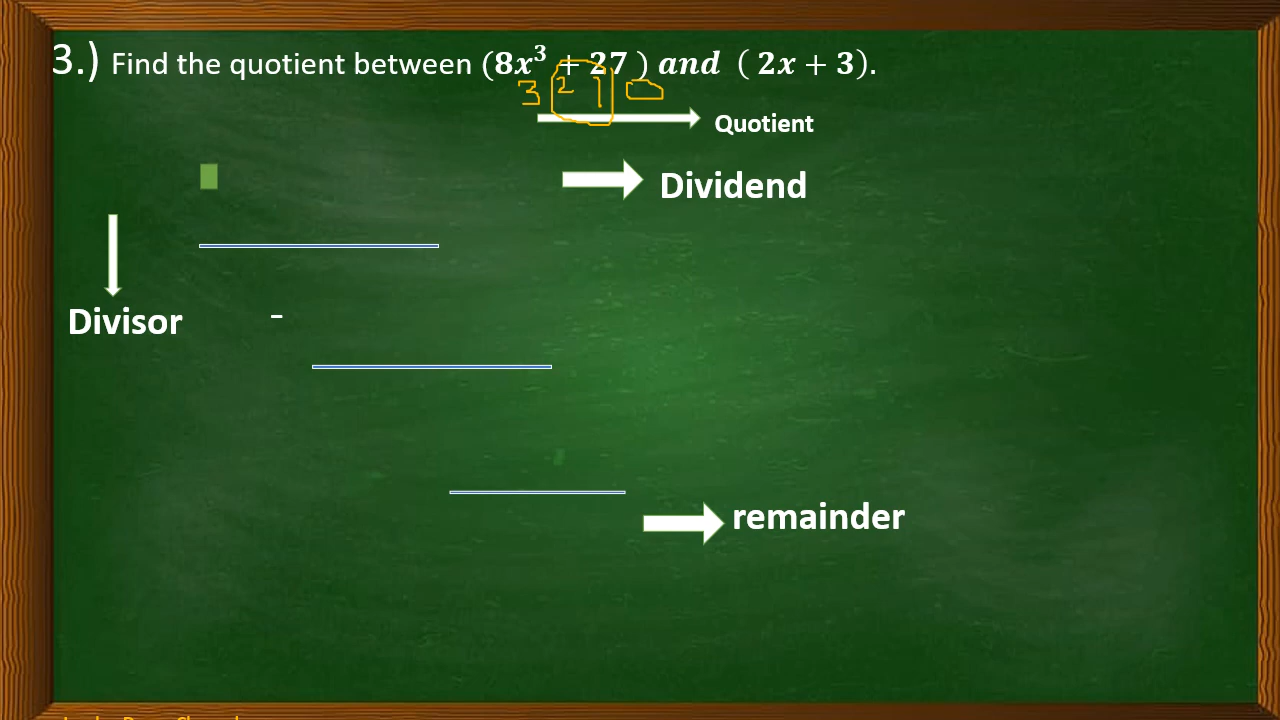 3.) Find the quotient between (8x³ + 27 ) and ( 2x + 3).
3 2 1 0
Quotient
Dividend
Divisor
-
remainder